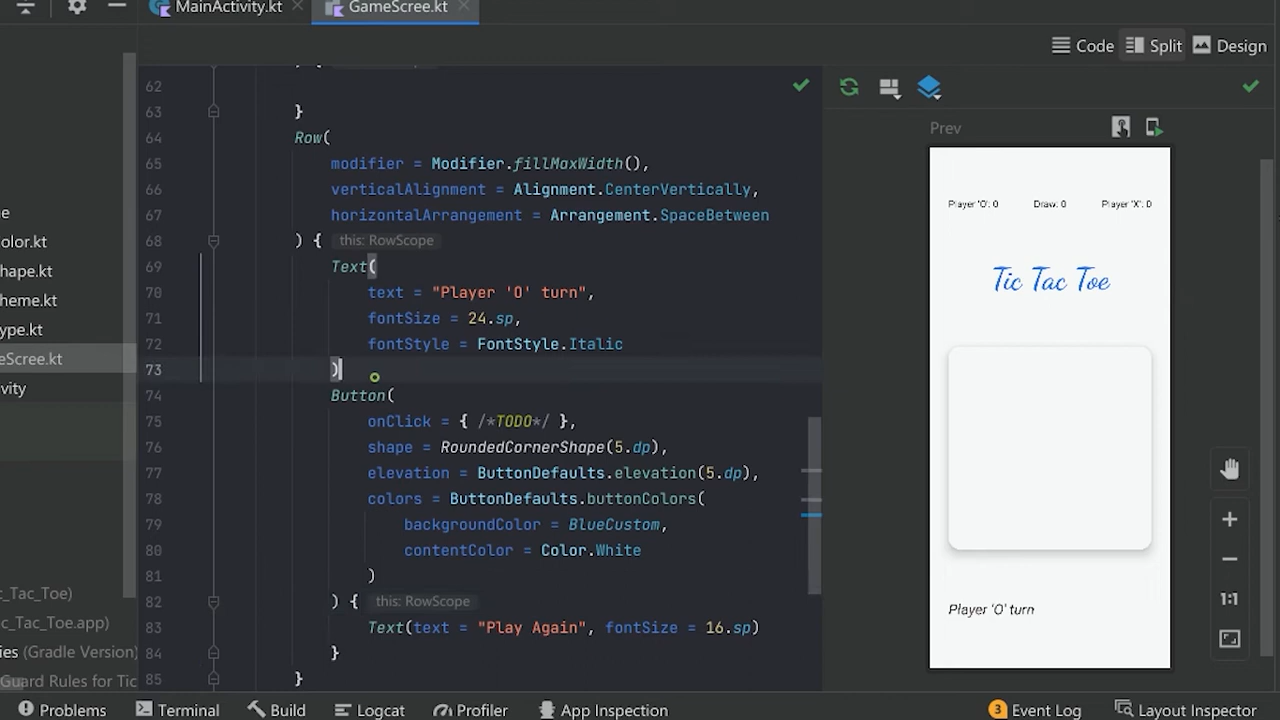 MainActivity.kt
GameScree.kt
Code
Split
Design
62
63 }
64 Row(
65 modifier = Modifier.fillMaxWidth(),
66 verticalAlignment = Alignment.CenterVertically,
67 horizontalArrangement = Arrangement.SpaceBetween
68 ) { this: RowScope
69 Text(
70 text = "Player 'O' turn",
71 fontSize = 24.sp,
72 fontStyle = FontStyle.Italic
73 )
74 Button(
75 onClick = { /*TODO*/ },
76 shape = RoundedCornerShape(5.dp),
77 elevation = ButtonDefaults.elevation(5.dp),
78 colors = ButtonDefaults.buttonColors(
79 backgroundColor = BlueCustom,
80 contentColor = Color.White
81 )
82 ) { this: RowScope
83 Text(text = "Play Again", fontSize = 16.sp)
84 }
85 }
e
olor.kt
hape.kt
heme.kt
ype.kt
eScree.kt
ivity
c_Tac_Toe)
c_Tac_Toe.app)
ies (Gradle Version)
Guard Rules for Tic
Prev
Player 'O': 0
Draw: 0
Player 'X': 0
Tic Tac Toe
Player 'O' turn
1:1
Problems
Terminal
Build
Logcat
Profiler
App Inspection
3 Event Log
Layout Inspector